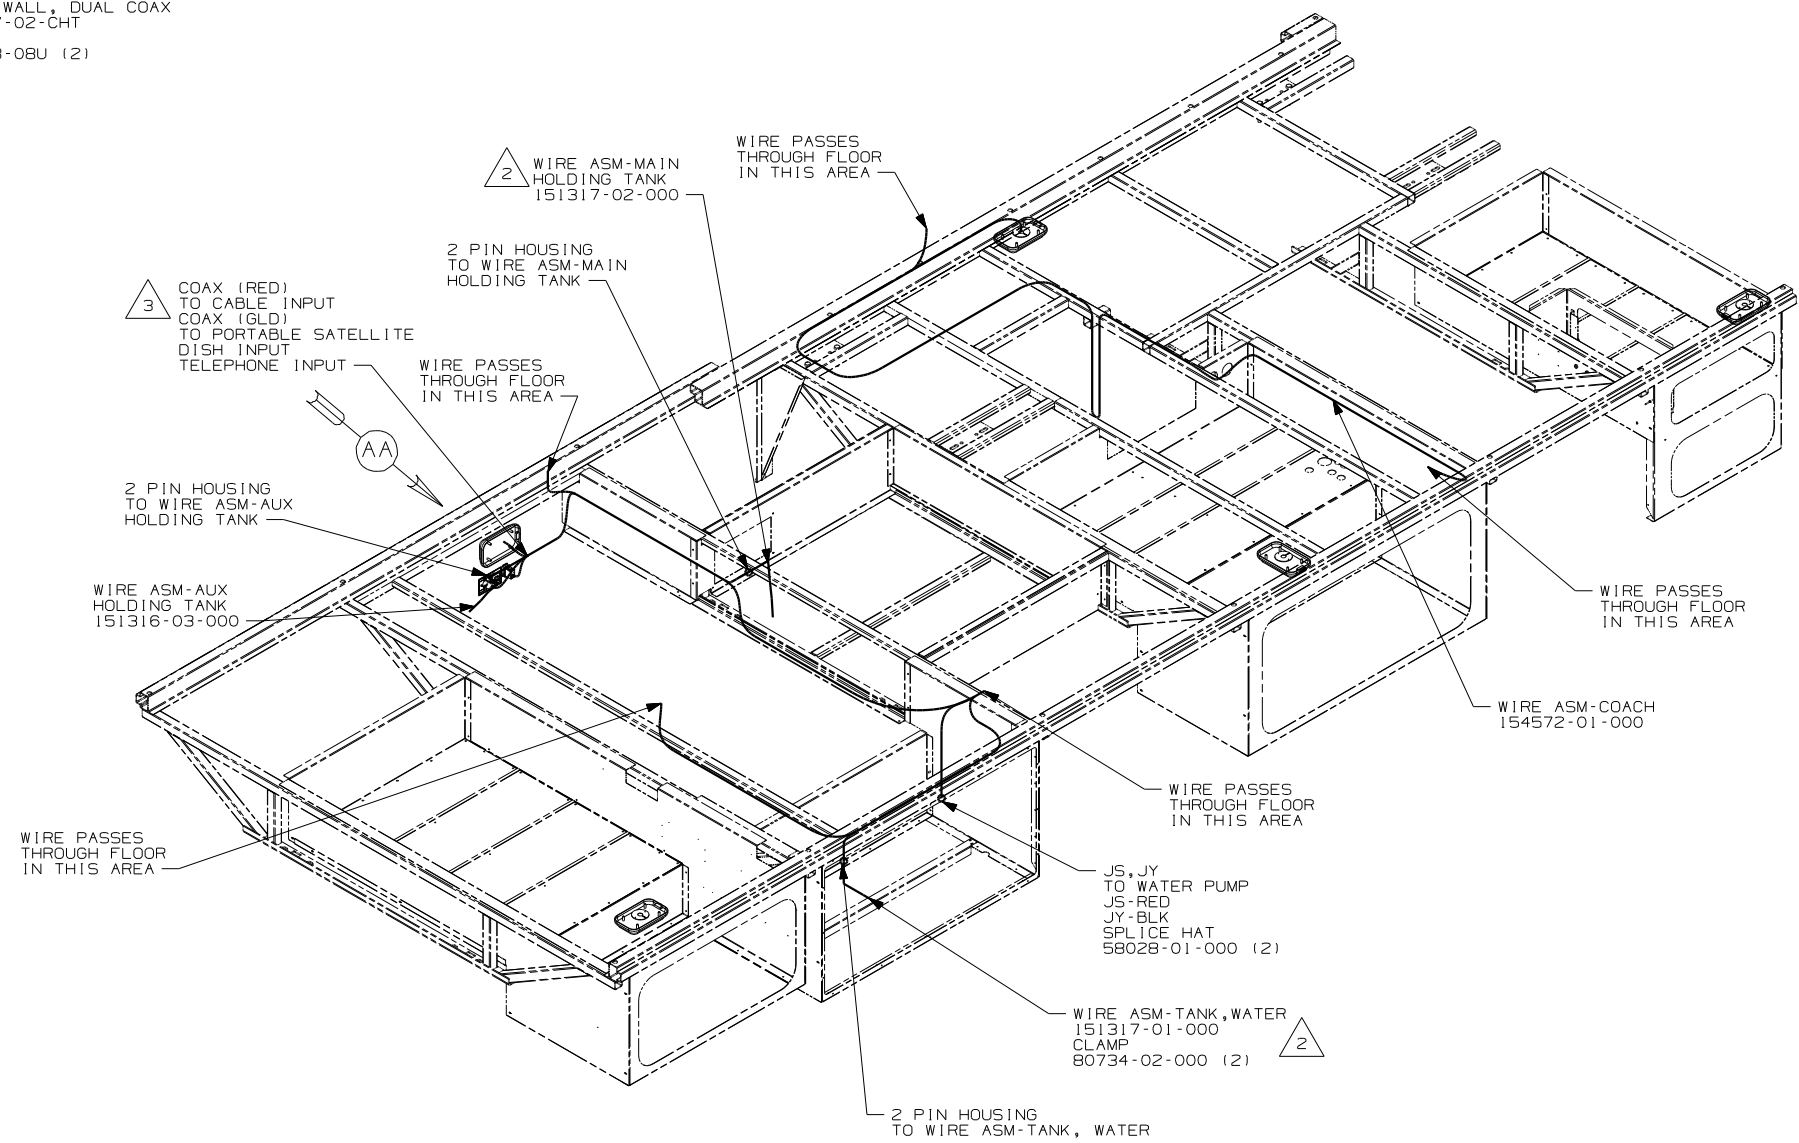 WALL, DUAL COAX
-02-CHT
-08U (2)
WIRE PASSES
THROUGH FLOOR
IN THIS AREA
2
WIRE ASM-MAIN
HOLDING TANK
151317-02-000
2 PIN HOUSING
TO WIRE ASM-MAIN
HOLDING TANK
3
COAX (RED)
TO CABLE INPUT
COAX (GLD)
TO PORTABLE SATELLITE
DISH INPUT
TELEPHONE INPUT
WIRE PASSES
THROUGH FLOOR
IN THIS AREA
AA
2 PIN HOUSING
TO WIRE ASM-AUX
HOLDING TANK
WIRE ASM-AUX
HOLDING TANK
151316-03-000
WIRE PASSES
THROUGH FLOOR
IN THIS AREA
WIRE ASM-COACH
154572-01-000
WIRE PASSES
THROUGH FLOOR
IN THIS AREA
WIRE PASSES
THROUGH FLOOR
IN THIS AREA
JS,JY
TO WATER PUMP
JS-RED
JY-BLK
SPLICE HAT
58028-01-000 (2)
WIRE ASM-TANK,WATER
151317-01-000
CLAMP
80734-02-000 (2)
2
2 PIN HOUSING
TO WIRE ASM-TANK, WATER